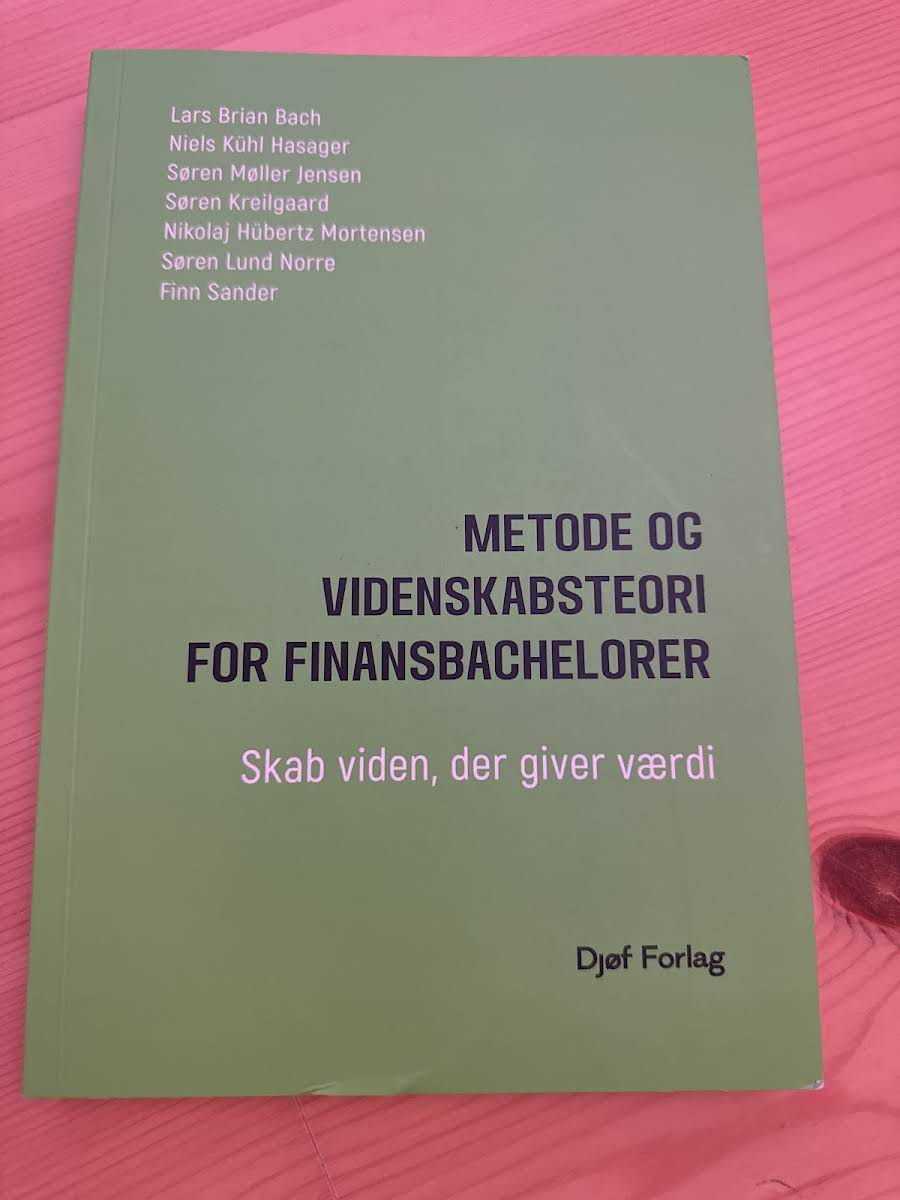 Lars Brian Bach
Niels Kühl Hasager
Søren Møller Jensen
Søren Kreilgaard
Nikolaj Hübertz Mortensen
Søren Lund Norre
Finn Sander
METODE OG
VIDENSKABSTEORI
FOR FINANSBACHELORER
Skab viden, der giver værdi
Djøf Forlag